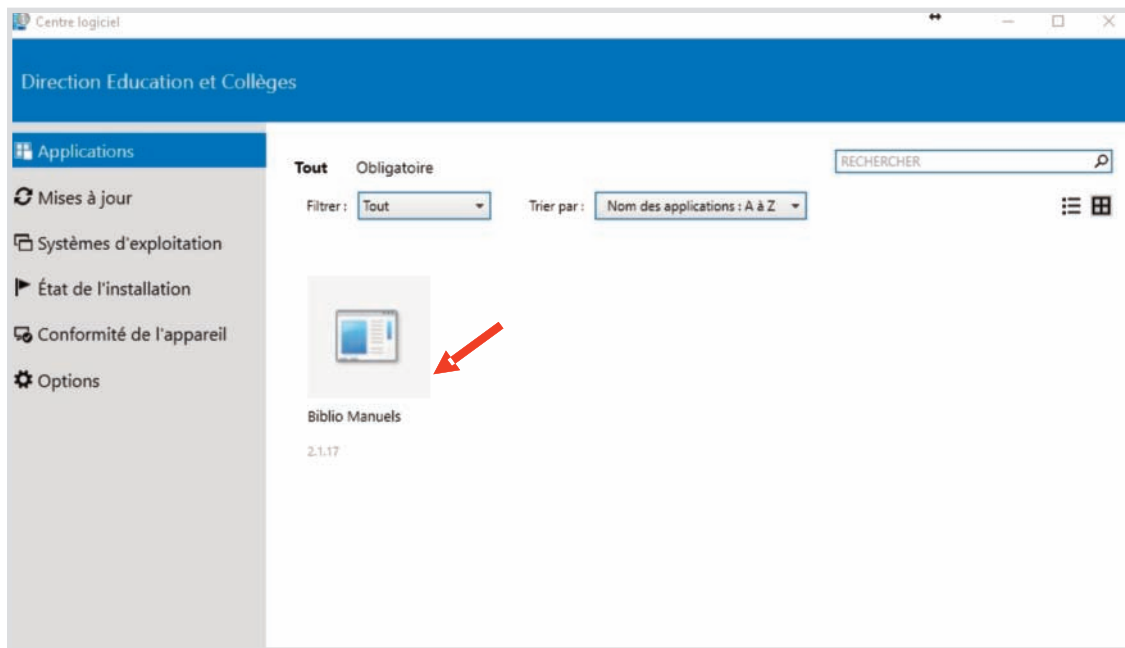 Centre logiciel
Direction Education et Collèges
Applications
Mises à jour
Systèmes d'exploitation
État de l'installation
Conformité de l'appareil
Options
Tout Obligatoire
RECHERCHER
Filtrer : Tout Trier par : Nom des applications : A à Z
Biblio Manuels
2.1.17